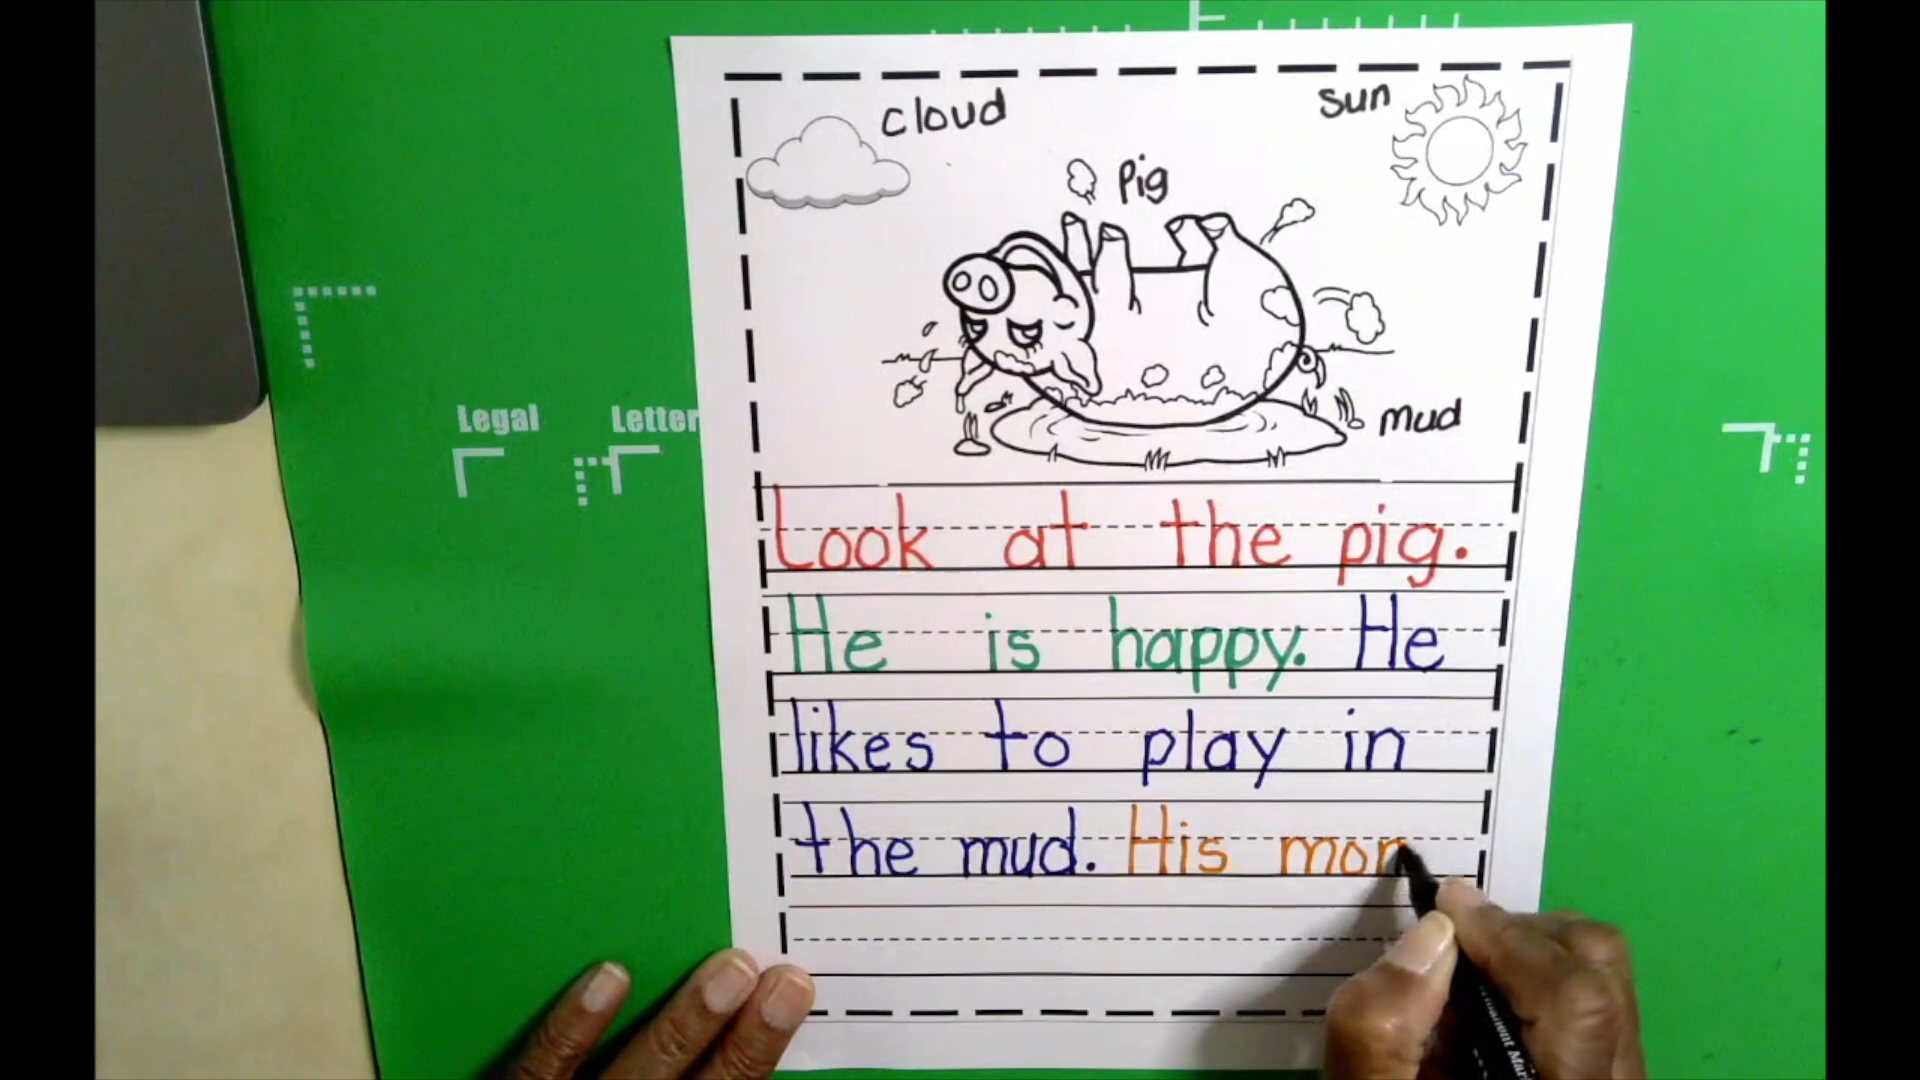 cloud
sun
pig
mud
Look at the pig.
He is happy. He
likes to play in
the mud. His mom
Legal
Letter